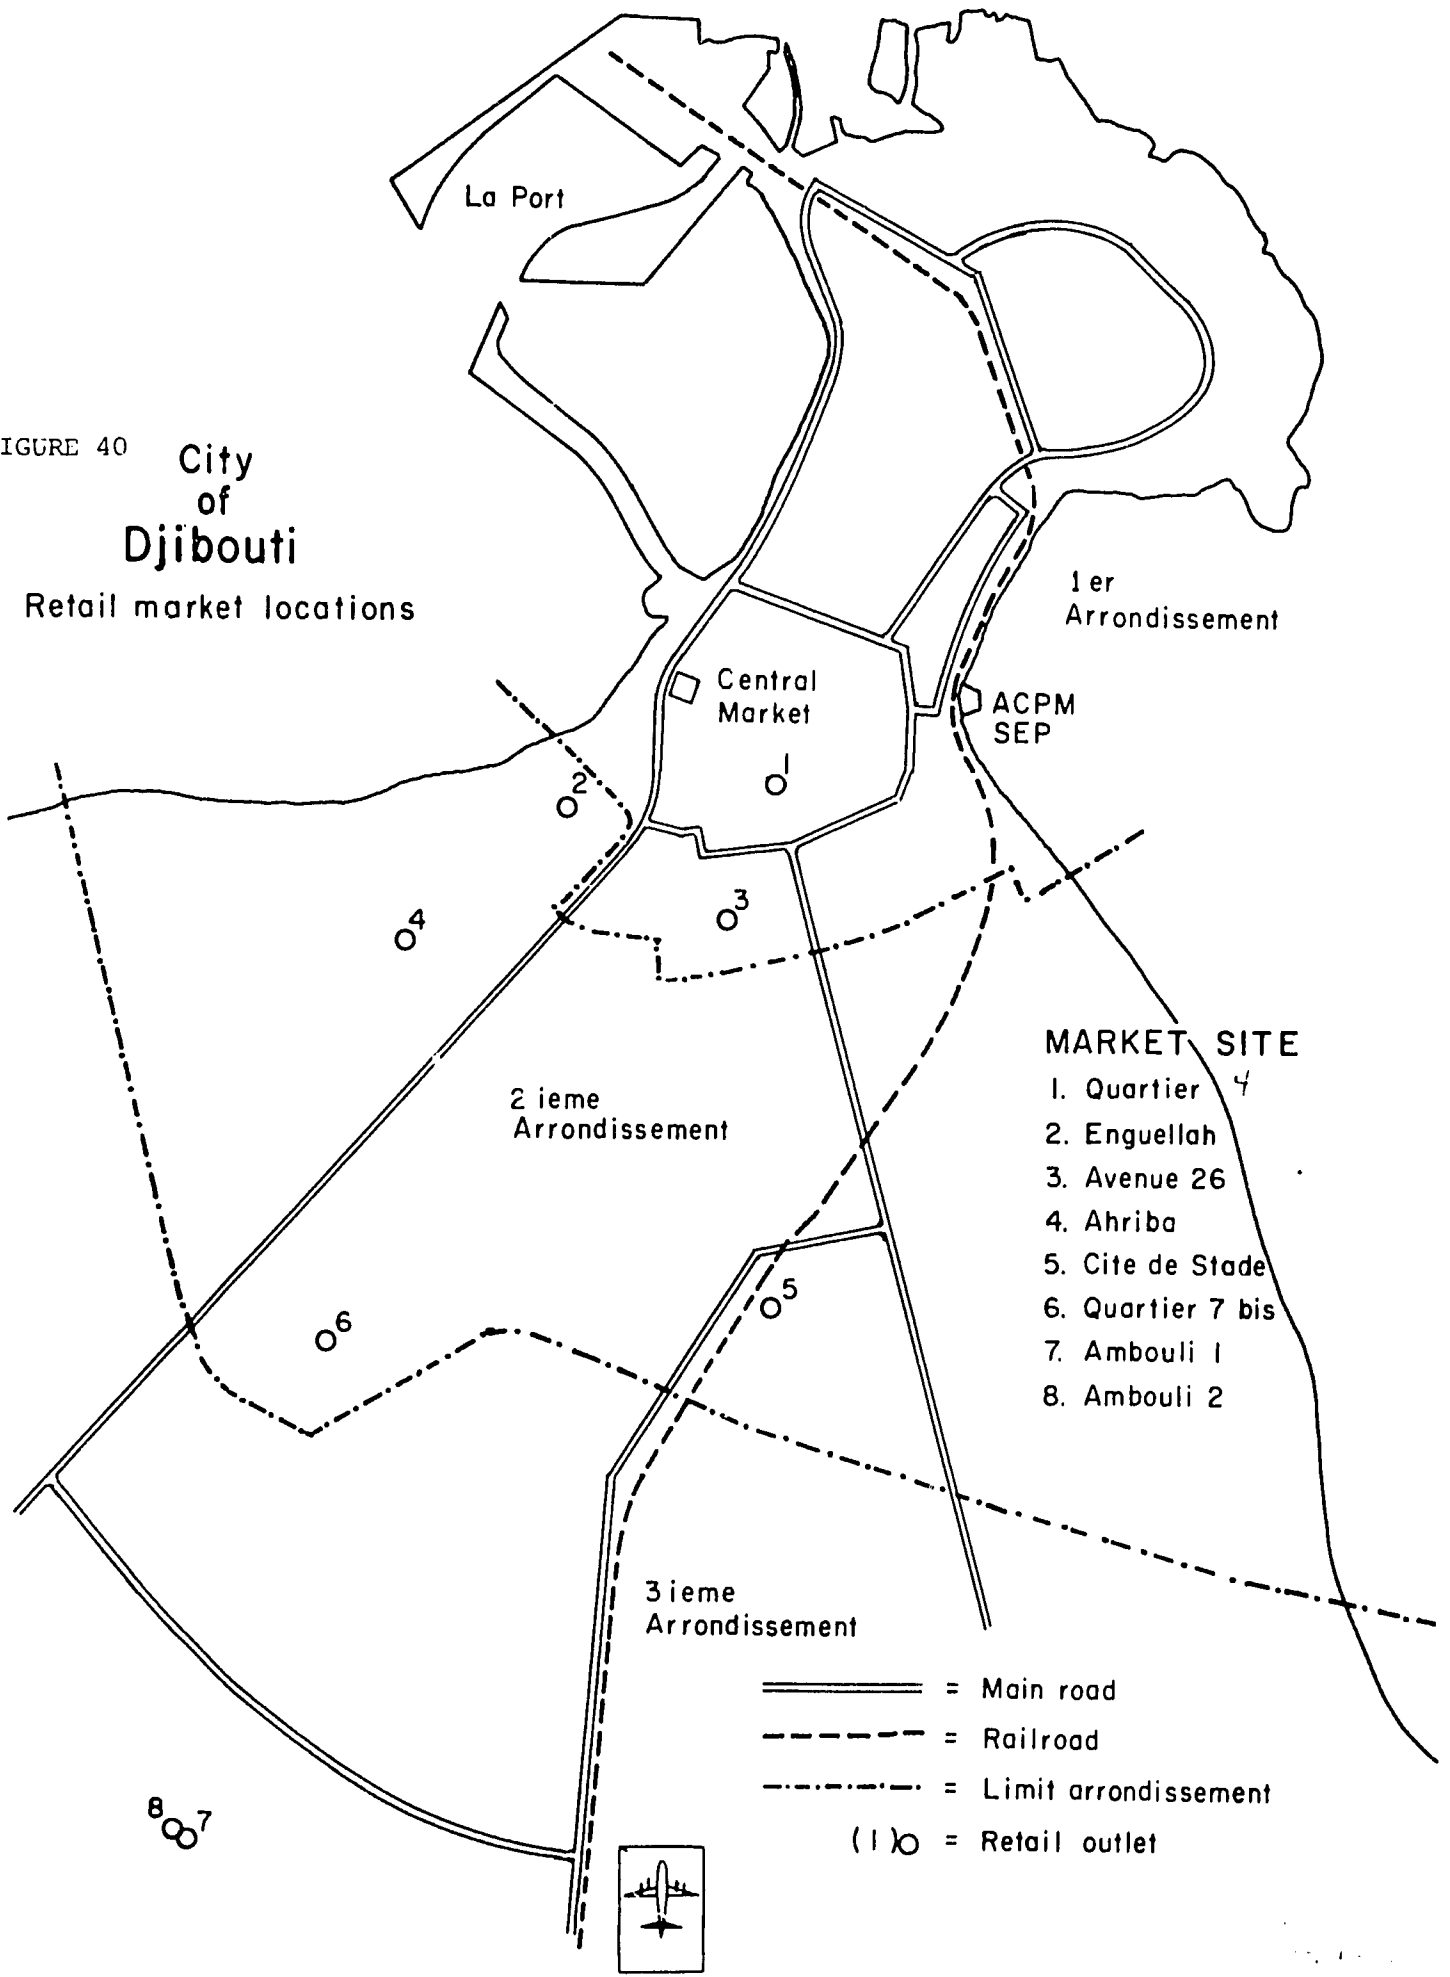 La Port
IGURE 40
City
of
Djibouti
Retail market locations
1 er
Arrondissement
Central
Market
ACPM
SEP
1
2
3
4
MARKET SITE
1. Quartier 4
2. Enguellah
3. Avenue 26
4. Ahriba
5. Cite de Stade
6. Quartier 7 bis
7. Ambouli 1
8. Ambouli 2
2 ieme
Arrondissement
5
6
3 ieme
Arrondissement
= Main road
= Railroad
= Limit arrondissement
(1) = Retail outlet
8 7